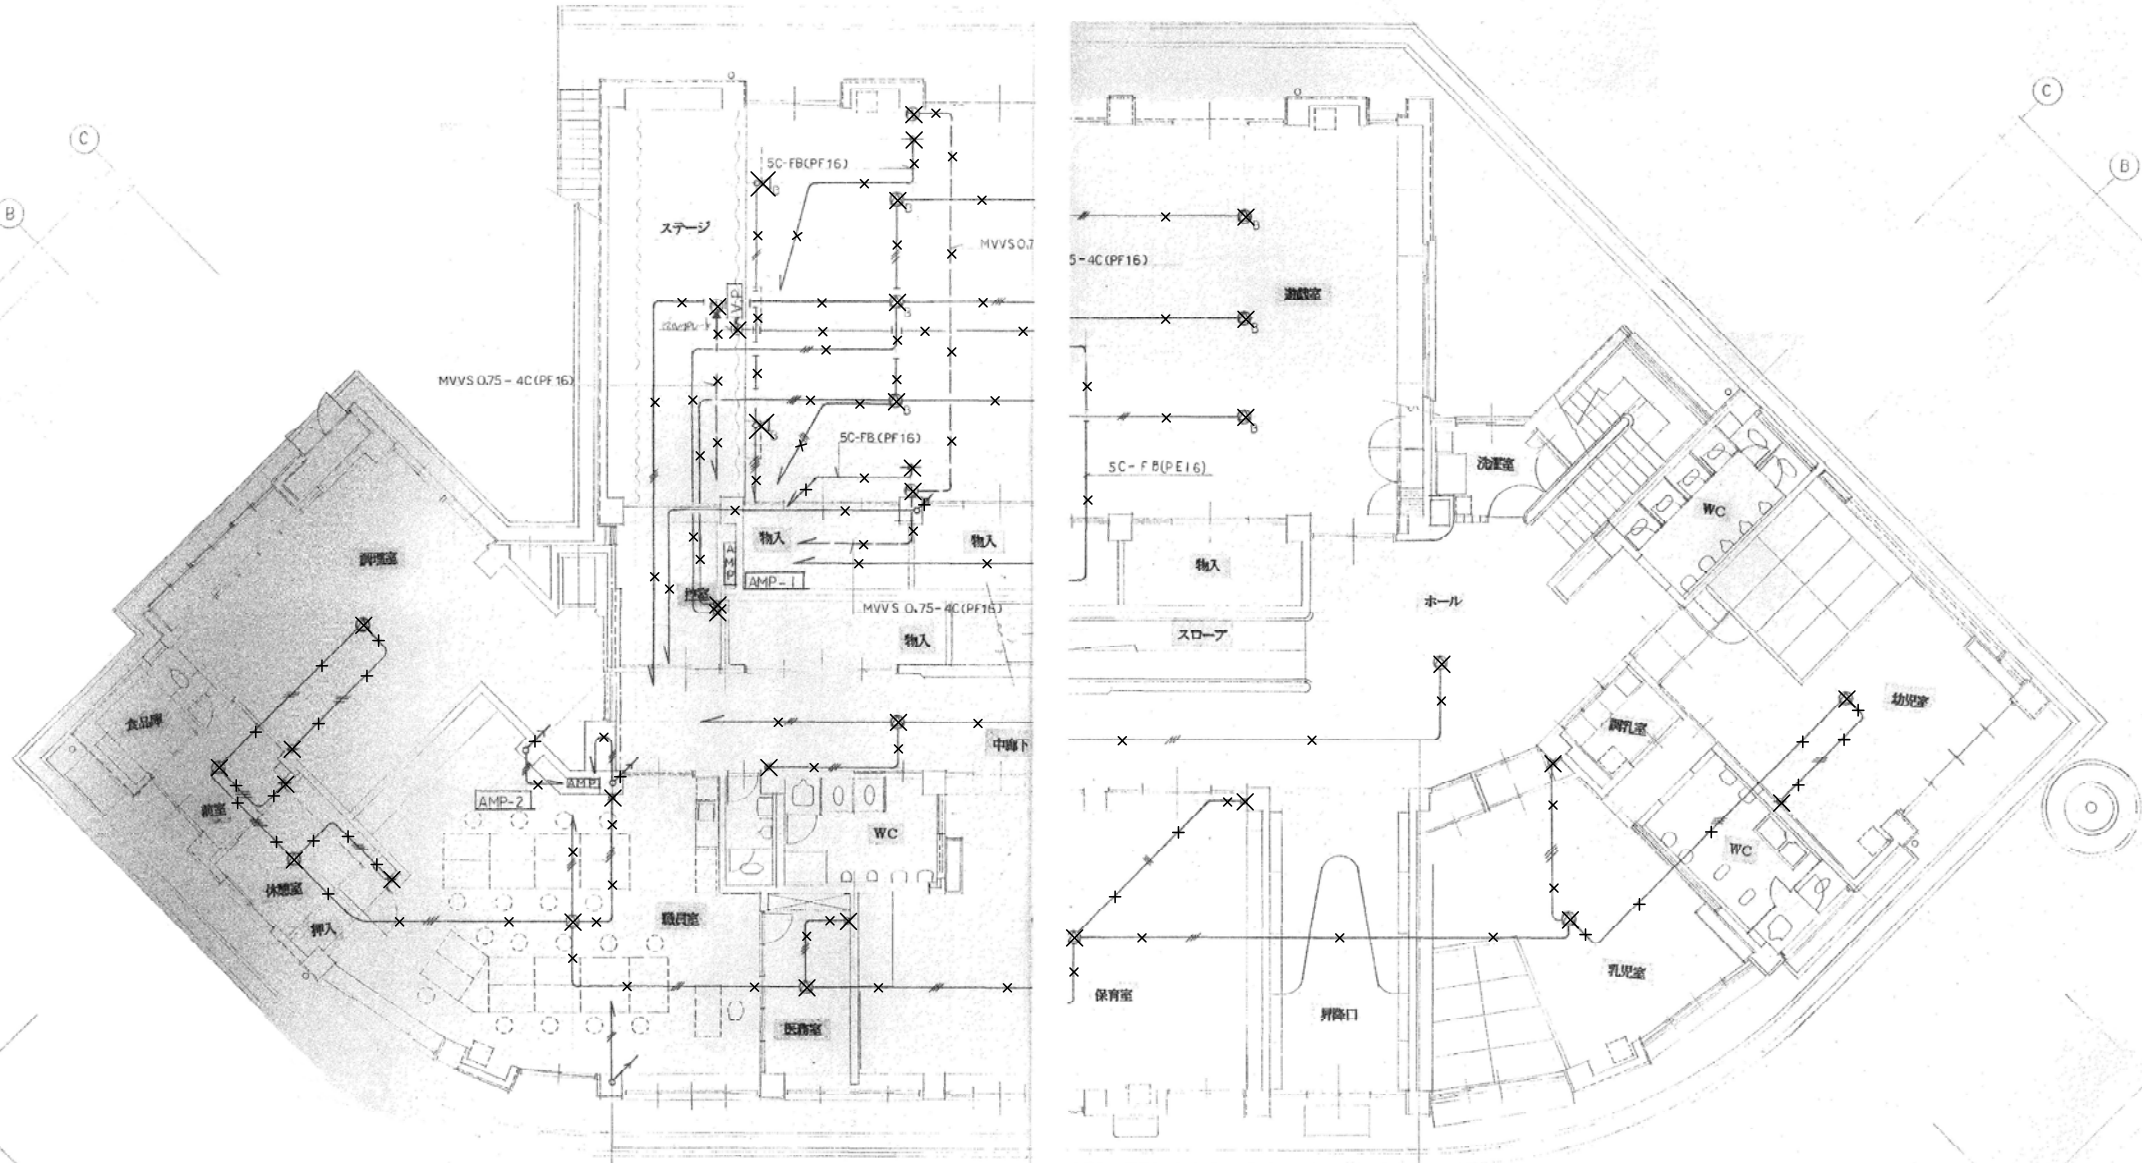 C
C
B
B
5C-FB(PF16)
ステージ
MVVS0.7
5-4C(PF16)
遊戯室
MVVS 0.75-4C(PF16)
5C-FB(PF16)
5C-FB(PE16)
洗濯室
WC
物入
物入
調理室
AMP
AMP-1
控室
物入
ホール
MVVS 0.75-4C(PF16)
物入
スロープ
食品庫
中廊下
調乳室
幼児室
AMP
AMP-2
前室
WC
WC
休憩室
押入
職員室
医務室
保育室
乳児室
昇降口